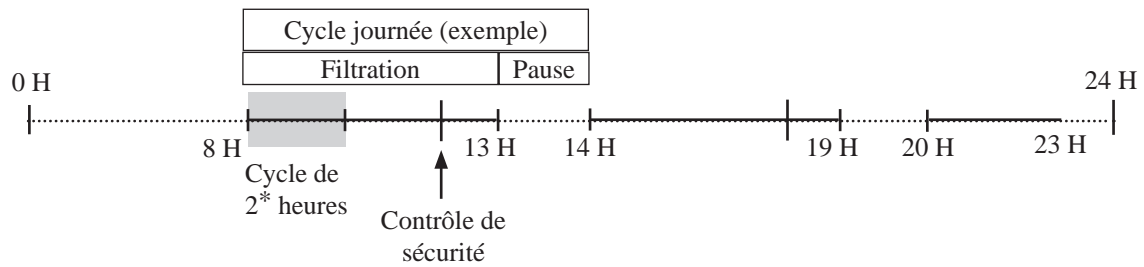 Cycle journée (exemple)
Filtration
Pause
0 H
24 H
8 H
13 H
14 H
19 H
20 H
23 H
Cycle de
2* heures
Contrôle de
sécurité